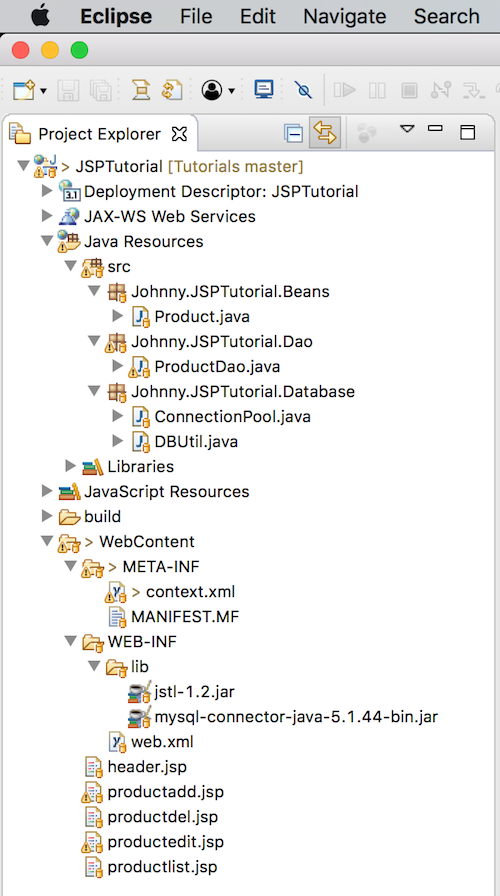 Eclipse File Edit Navigate Search
Project Explorer
> JSPTutorial [Tutorials master]
3.1 Deployment Descriptor: JSPTutorial
JAX-WS Web Services
Java Resources
src
Johnny.JSPTutorial.Beans
Product.java
Johnny.JSPTutorial.Dao
ProductDao.java
Johnny.JSPTutorial.Database
ConnectionPool.java
DBUtil.java
Libraries
JavaScript Resources
build
> WebContent
> META-INF
> context.xml
MANIFEST.MF
WEB-INF
lib
jstl-1.2.jar
mysql-connector-java-5.1.44-bin.jar
web.xml
header.jsp
productadd.jsp
productdel.jsp
productedit.jsp
productlist.jsp